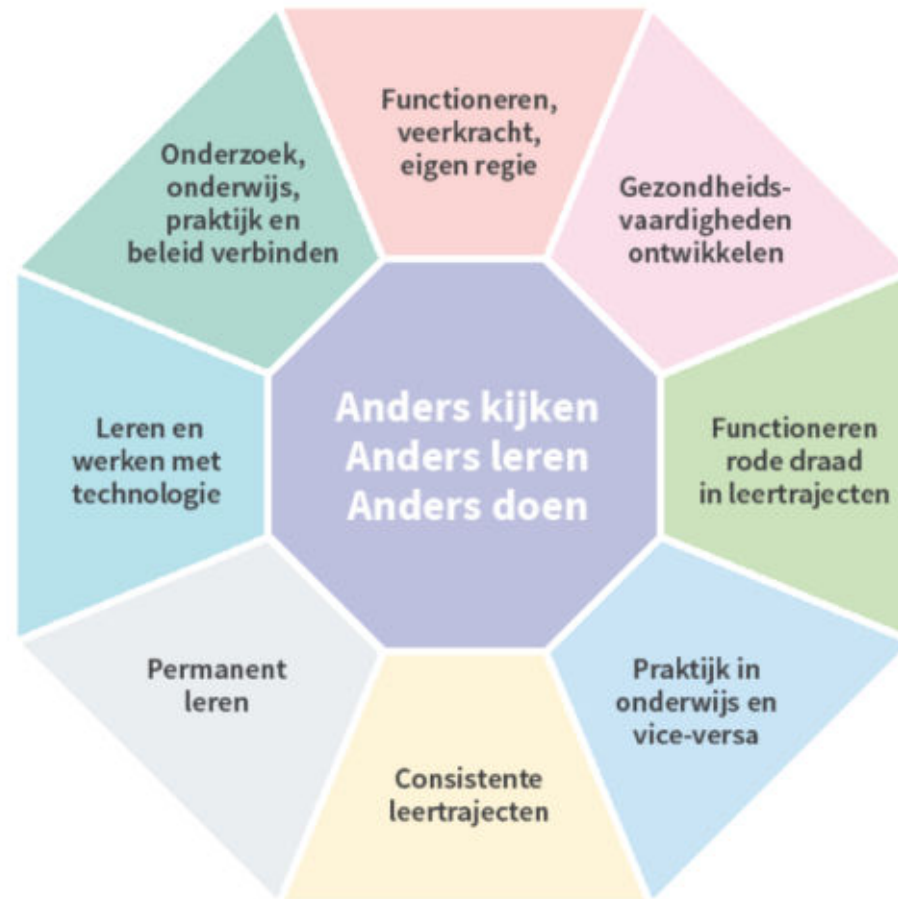 Functioneren,
veerkracht,
eigen regie
Gezondheids-
vaardigheden
ontwikkelen
Functioneren
rode draad
in leertrajecten
Praktijk in
onderwijs en
vice-versa
Consistente
leertrajecten
Permanent
leren
Leren en
werken met
technologie
Onderzoek,
onderwijs,
praktijk en
beleid verbinden
Anders kijken
Anders leren
Anders doen